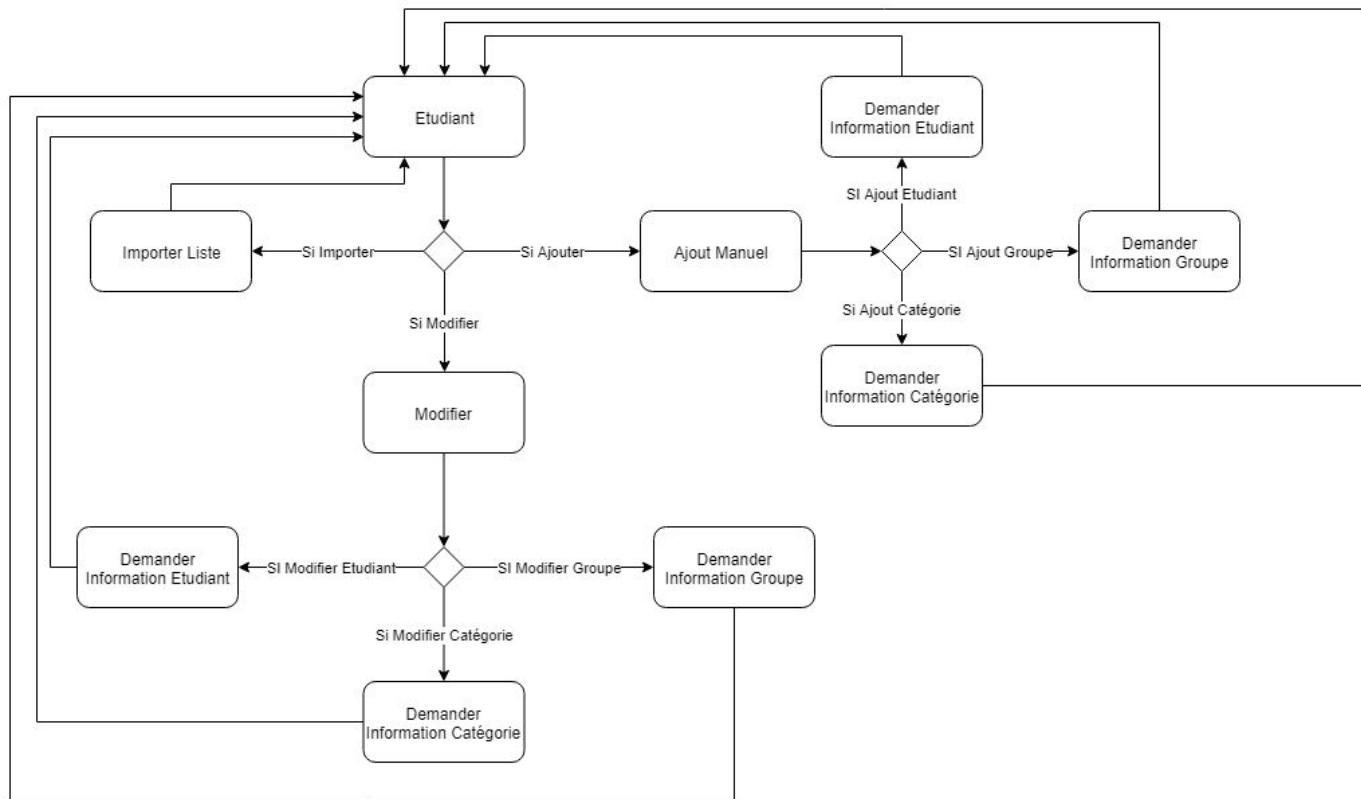 Demander
Information Etudiant
Etudiant
SI Ajout Etudiant
Importer Liste
Si Importer
Si Ajouter
Ajout Manuel
SI Ajout Groupe
Demander
Information Groupe
Si Ajout Catégorie
Si Modifier
Demander
Information Catégorie
Modifier
Demander
Information Etudiant
SI Modifier Etudiant
SI Modifier Groupe
Demander
Information Groupe
Si Modifier Catégorie
Demander
Information Catégorie